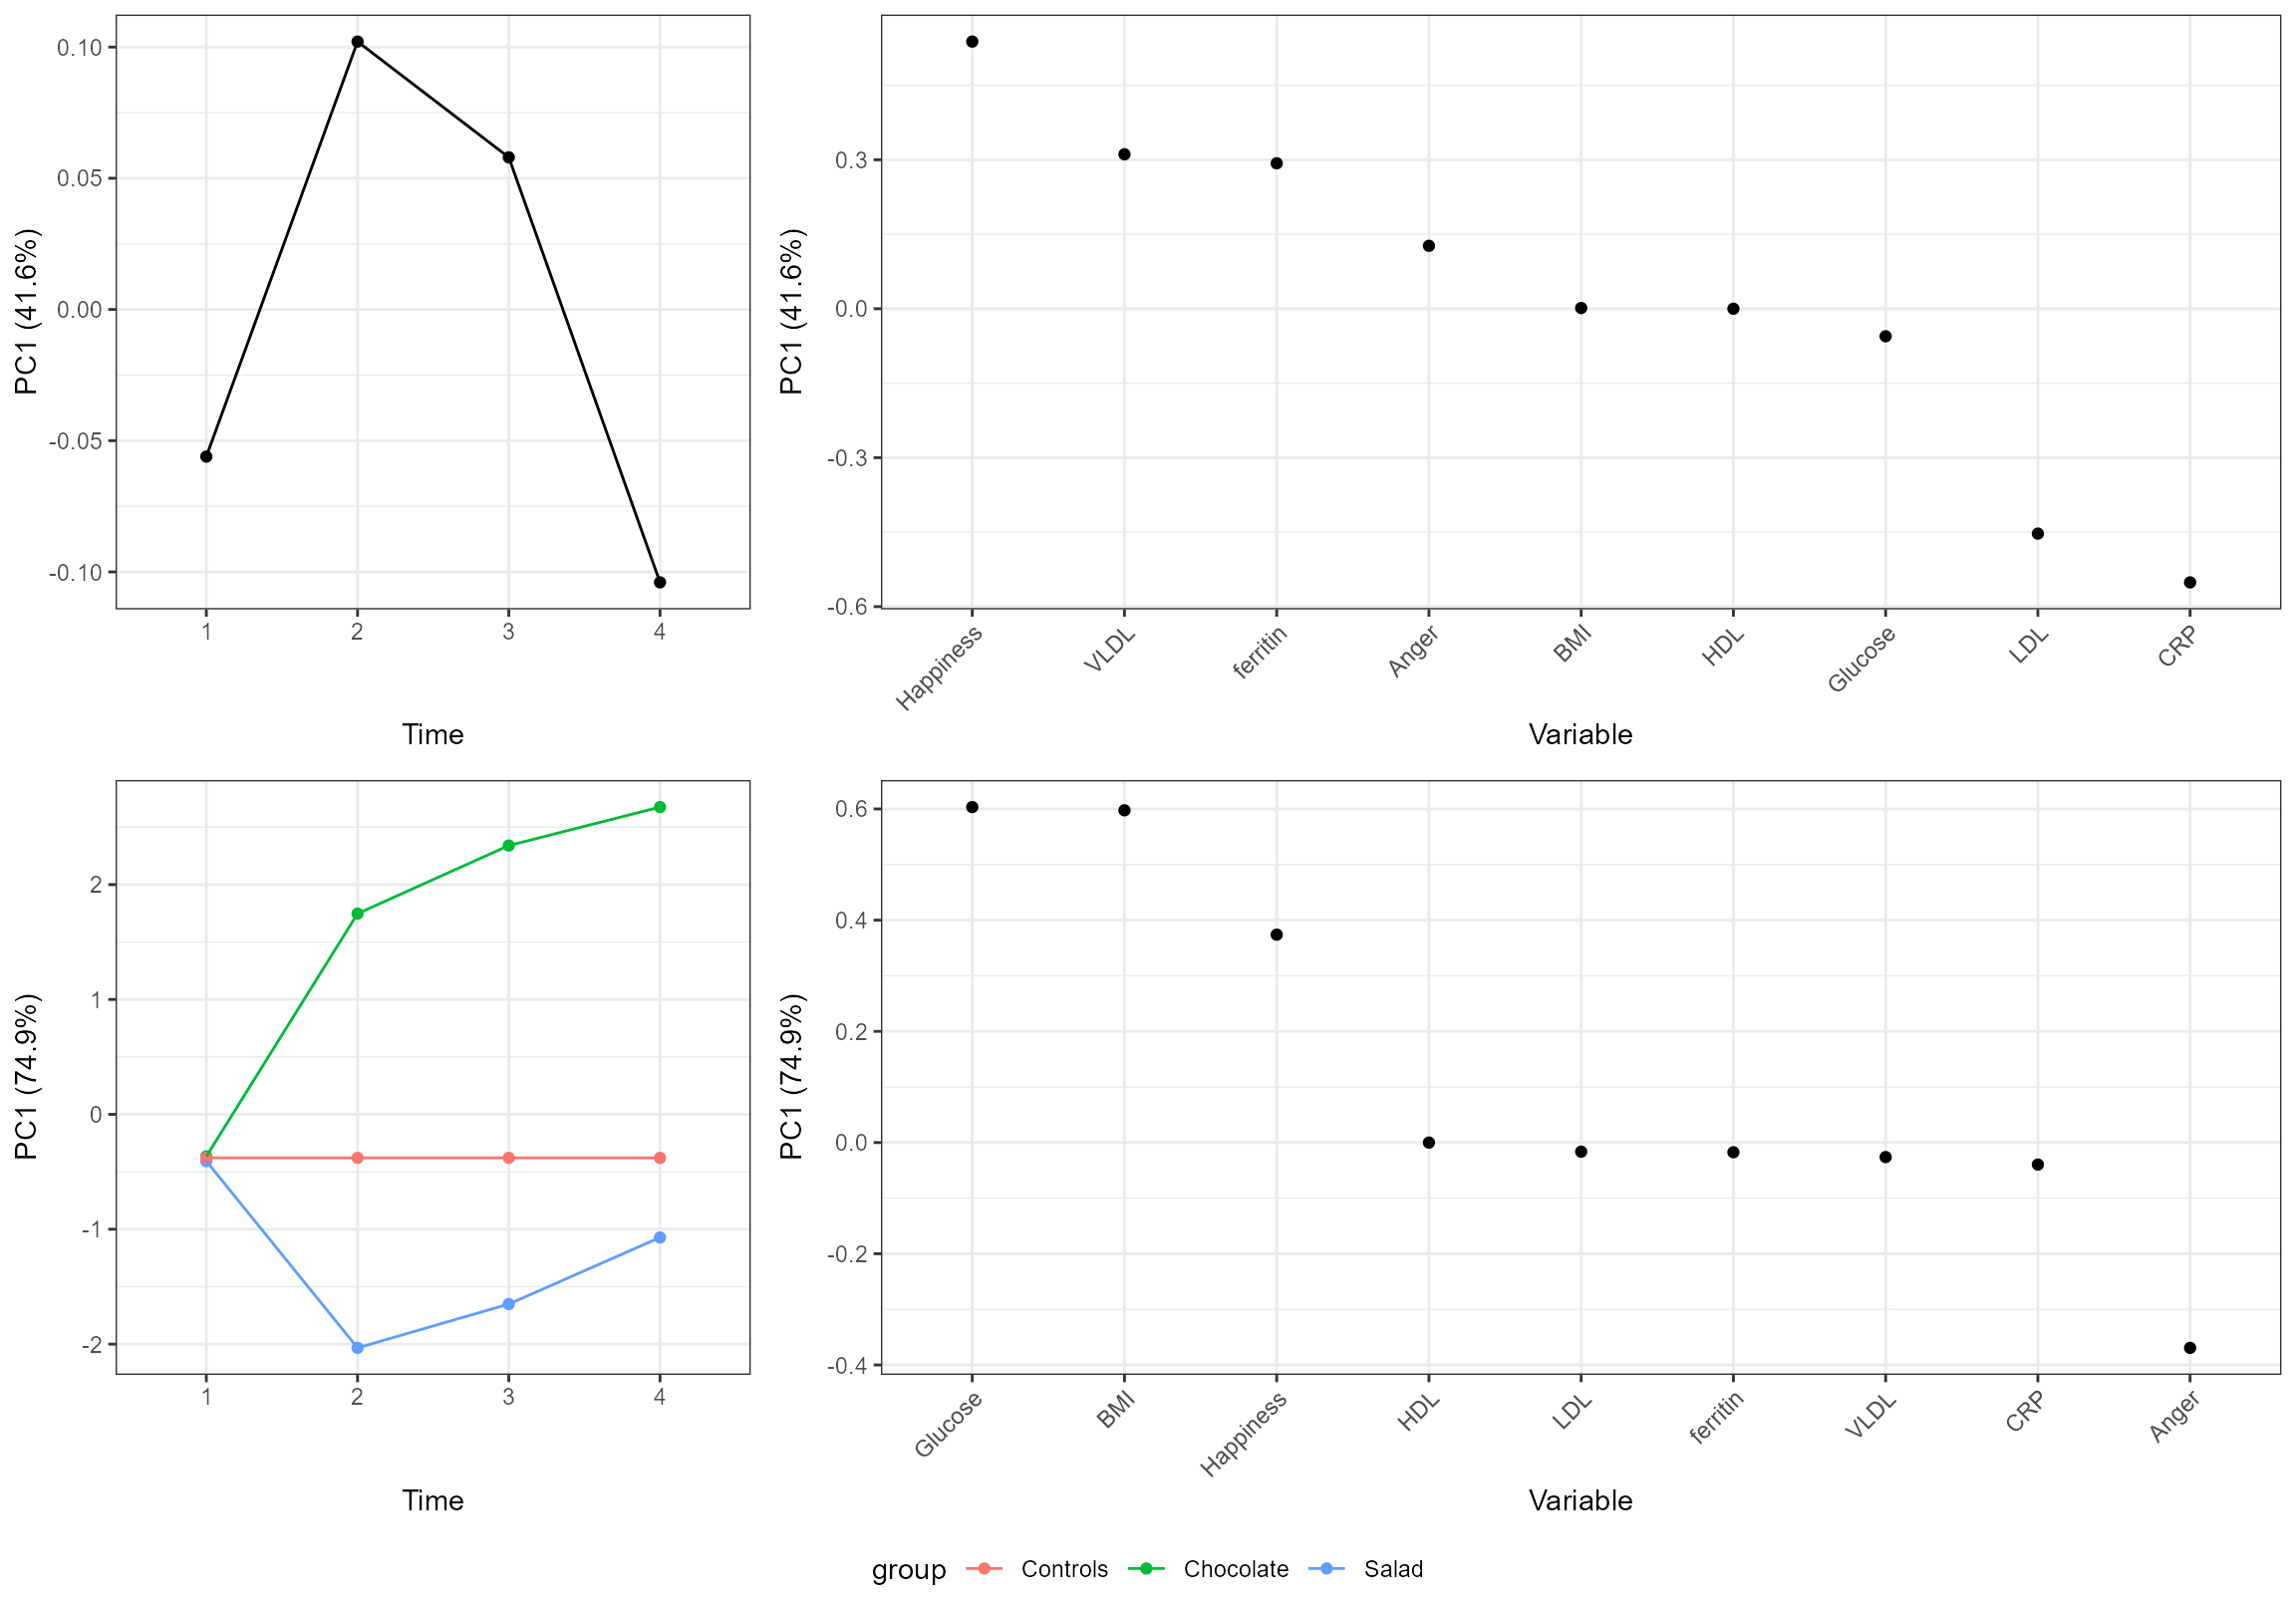 PC1 (41.6%)
0.10
0.05
0.00
-0.05
-0.10
1 2 3 4
Time
PC1 (41.6%)
0.3
0.0
-0.3
-0.6
Happiness VLDL ferritin Anger BMI HDL Glucose LDL CRP
Variable
PC1 (74.9%)
2
1
0
-1
-2
1 2 3 4
Time
PC1 (74.9%)
0.6
0.4
0.2
0.0
-0.2
-0.4
Glucose BMI Happiness HDL LDL ferritin VLDL CRP Anger
Variable
group Controls Chocolate Salad